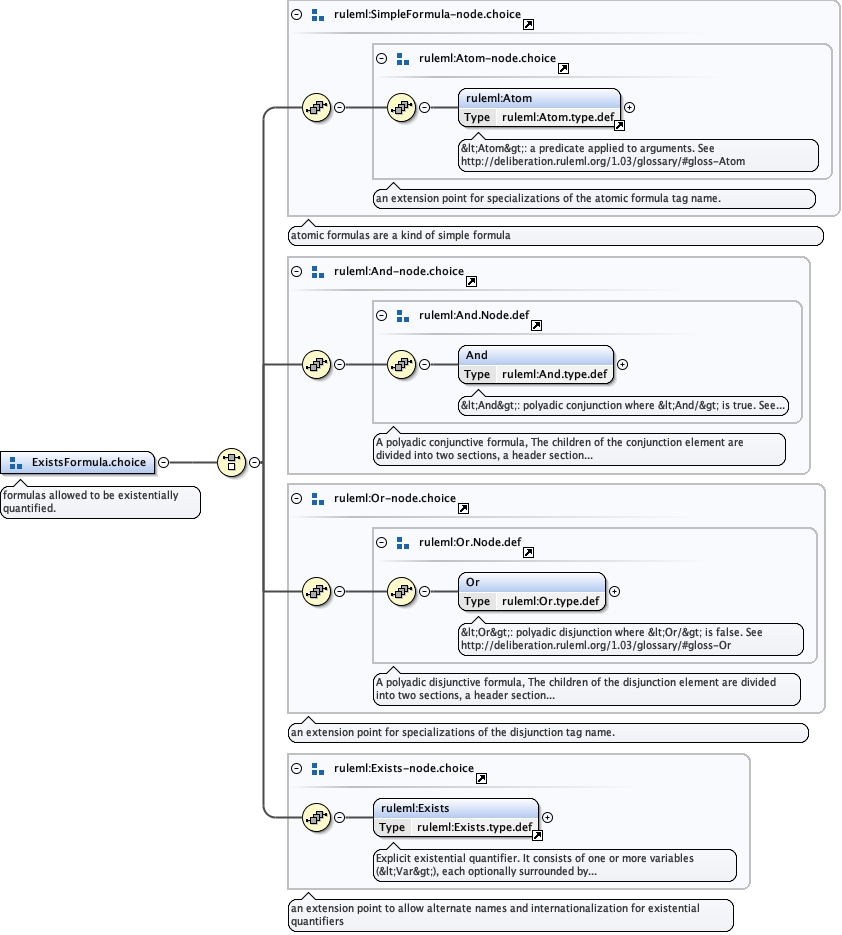 ruleml:SimpleFormula-node.choice
ruleml:Atom-node.choice
ruleml:Atom
Type ruleml:Atom.type.def
&lt;Atom&gt;: a predicate applied to arguments. See
http://deliberation.ruleml.org/1.03/glossary/#gloss-Atom
an extension point for specializations of the atomic formula tag name.
atomic formulas are a kind of simple formula
ruleml:And-node.choice
ruleml:And.Node.def
And
Type ruleml:And.type.def
&lt;And&gt;: polyadic conjunction where &lt;And/&gt; is true. See...
A polyadic conjunctive formula, The children of the conjunction element are
divided into two sections, a header section...
ExistsFormula.choice
formulas allowed to be existentially
quantified.
ruleml:Or-node.choice
ruleml:Or.Node.def
Or
Type ruleml:Or.type.def
&lt;Or&gt;: polyadic disjunction where &lt;Or/&gt; is false. See
http://deliberation.ruleml.org/1.03/glossary/#gloss-Or
A polyadic disjunctive formula, The children of the disjunction element are divided
into two sections, a header section...
an extension point for specializations of the disjunction tag name.
ruleml:Exists-node.choice
ruleml:Exists
Type ruleml:Exists.type.def
Explicit existential quantifier. It consists of one or more variables
(&lt;Var&gt;), each optionally surrounded by...
an extension point to allow alternate names and internationalization for existential
quantifiers